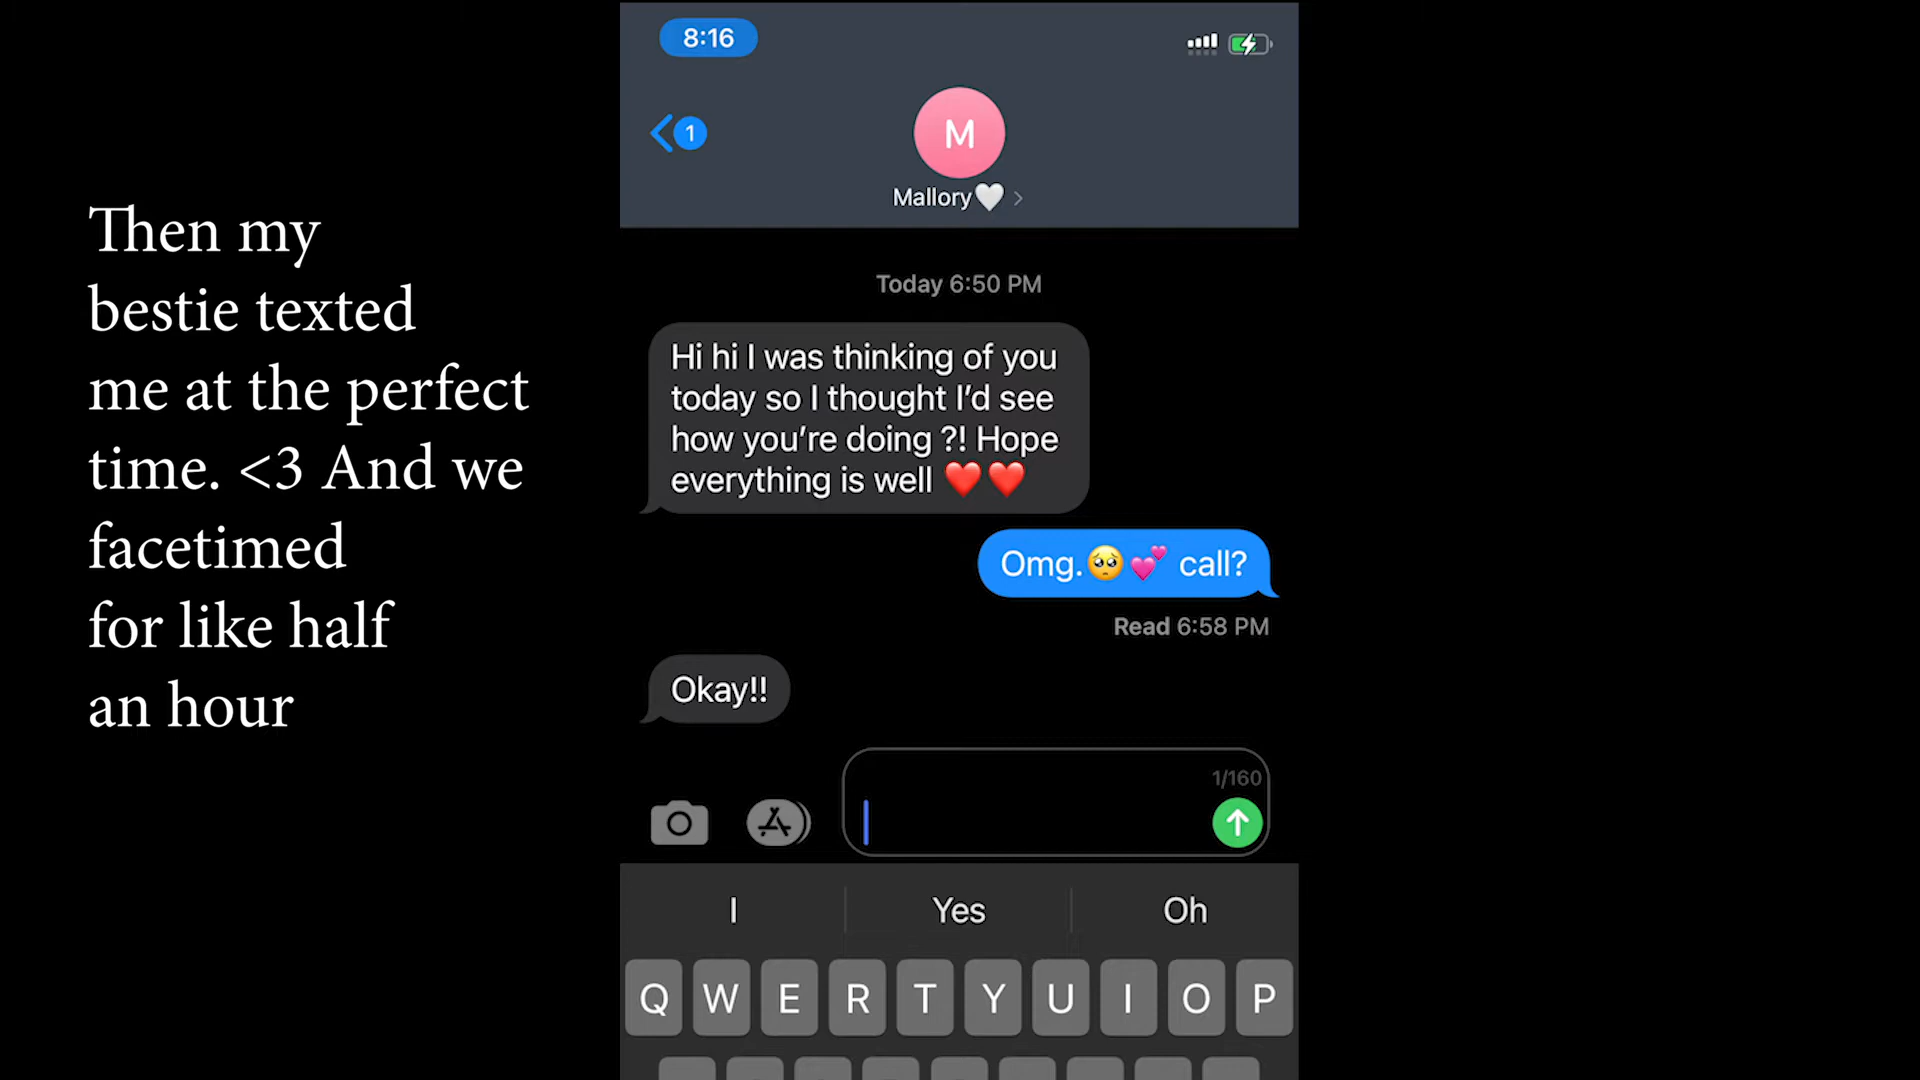 Then my
bestie texted
me at the perfect
time. <3 And we
facetimed
for like half
an hour
8:16
1
M
Mallory🤍
Today 6:50 PM
Hi hi I was thinking of you
today so I thought I’d see
how you’re doing ?! Hope
everything is well ❤️❤️
Omg.🥺💕 call?
Read 6:58 PM
Okay!!
1/160
I Yes Oh
Q W E R T Y U I O P